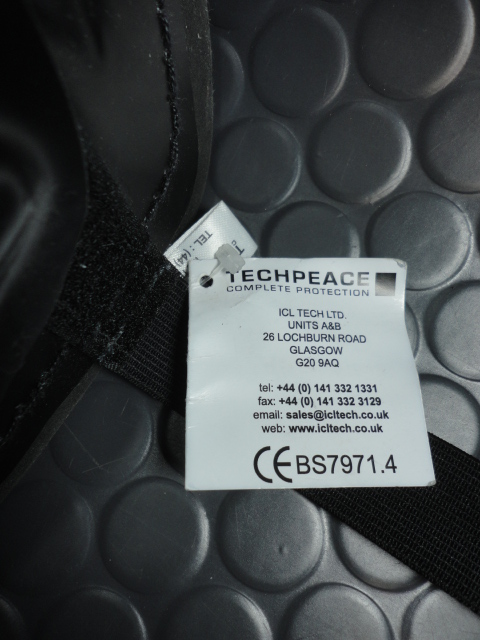 TEL : (44)
TECHPEACE
COMPLETE PROTECTION
ICL TECH LTD.
UNITS A&B
26 LOCHBURN ROAD
GLASGOW
G20 9AQ
tel: +44 (0) 141 332 1331
fax: +44 (0) 141 332 3129
email: sales@icltech.co.uk
web: www.icltech.co.uk
CE BS7971.4